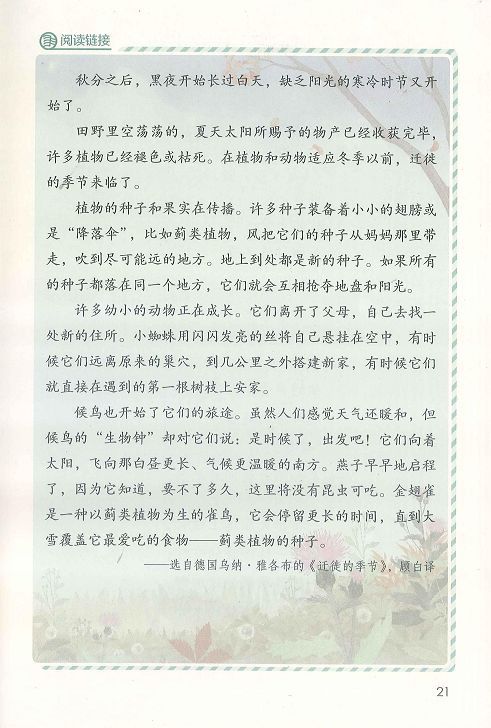 阅读链接
秋分之后，黑夜开始长过白天，缺乏阳光的寒冷时节又开
始了。
田野里空荡荡的，夏天太阳所赐予的物产已经收获完毕，
许多植物已经褪色或枯死。在植物和动物适应冬季以前，迁徙
的季节来临了。
植物的种子和果实在传播。许多种子装备着小小的翅膀或
是“降落伞”，比如蓟类植物，风把它们的种子从妈妈那里带
走，吹到尽可能远的地方。地上到处都是新的种子。如果所有
的种子都落在同一个地方，它们就会互相抢夺地盘和阳光。
许多幼小的动物正在成长。它们离开了父母，自己去找一
处新的住所。小蜘蛛用闪闪发亮的丝将自己悬挂在空中，有时
候它们远离原来的巢穴，到几公里之外搭建新家，有时候它们
就直接在遇到的第一根树枝上安家。
候鸟也开始了它们的旅途。虽然人们感觉天气还暖和，但
候鸟的“生物钟”却对它们说：是时候了，出发吧！它们向着
太阳，飞向那白昼更长、气候更温暖的南方。燕子早早地启程
了，因为它知道，要不了多久，这里将没有昆虫可吃。金翅雀
是一种以蓟类植物为生的雀鸟，它会停留更长的时间，直到大
雪覆盖它最爱吃的食物——蓟类植物的种子。
——选自德国乌纳·雅各布的《迁徙的季节》，顾白译
21